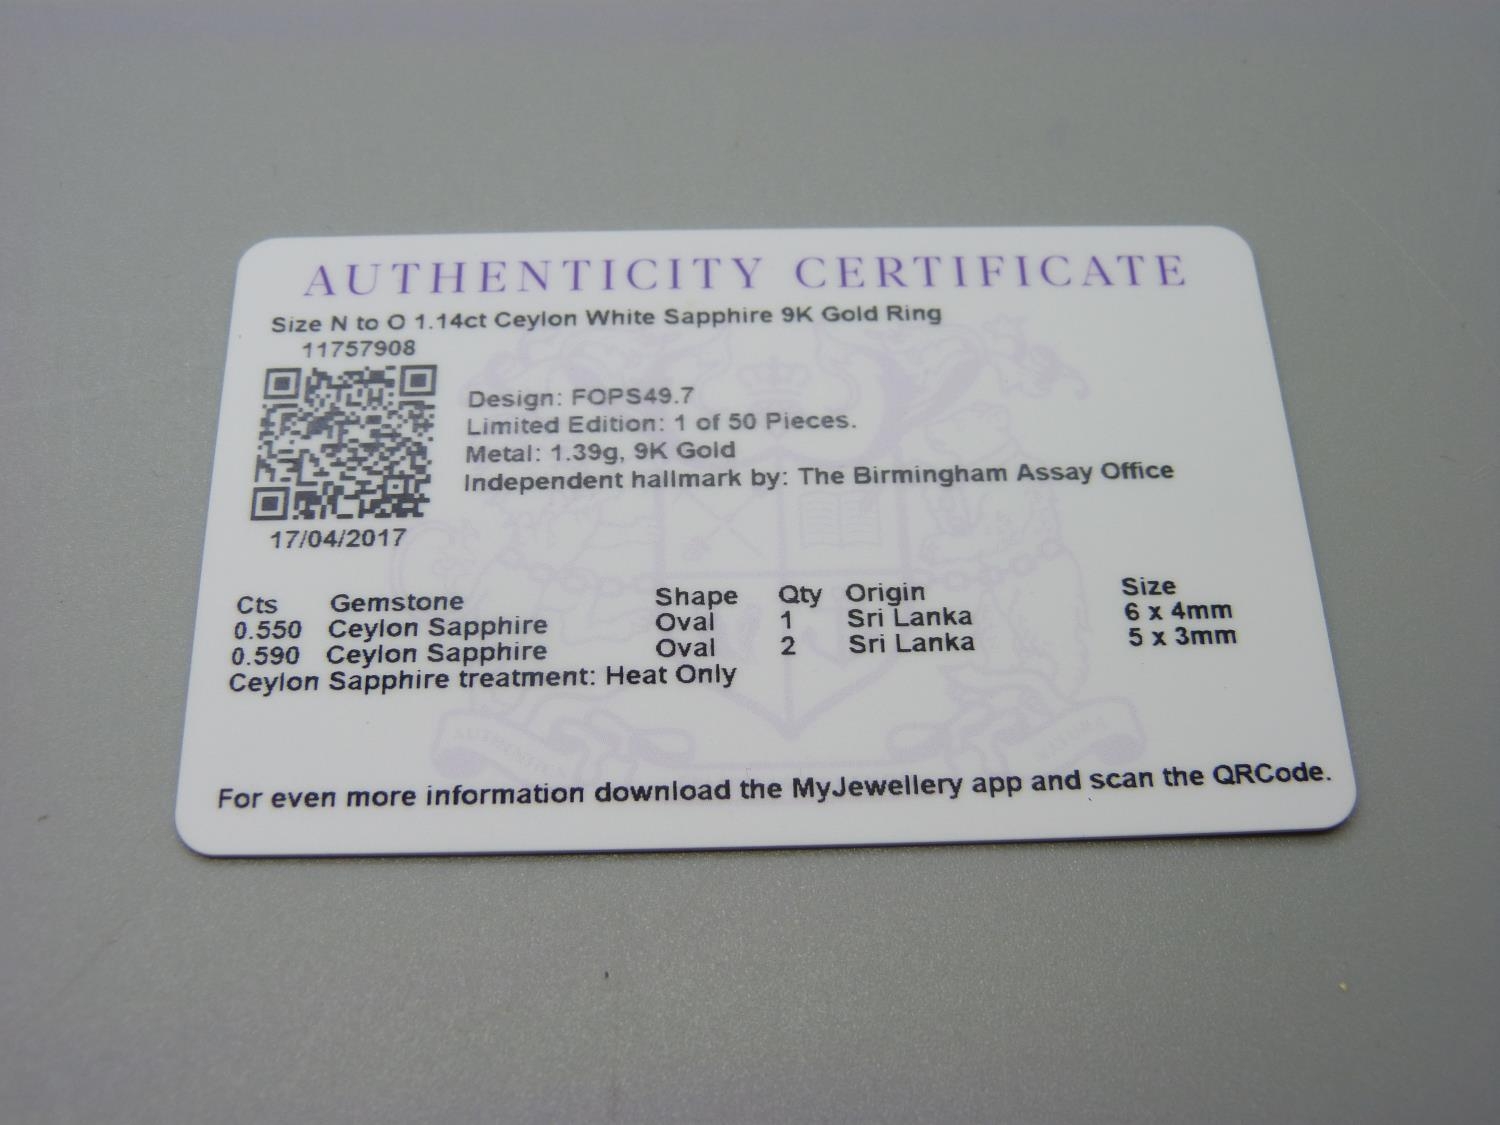 AUTHENTICITY CERTIFICATE
Size N to O 1.14ct Ceylon White Sapphire 9K Gold Ring
11757908
Design: FOPS49.7
Limited Edition: 1 of 50 Pieces.
Metal: 1.39g, 9K Gold
Independent hallmark by: The Birmingham Assay Office
17/04/2017
Cts Gemstone Shape Qty Origin Size
0.550 Ceylon Sapphire Oval 1 Sri Lanka 6 x 4mm
0.590 Ceylon Sapphire Oval 2 Sri Lanka 5 x 3mm
Ceylon Sapphire treatment: Heat Only
For even more information download the MyJewellery app and scan the QRCode.